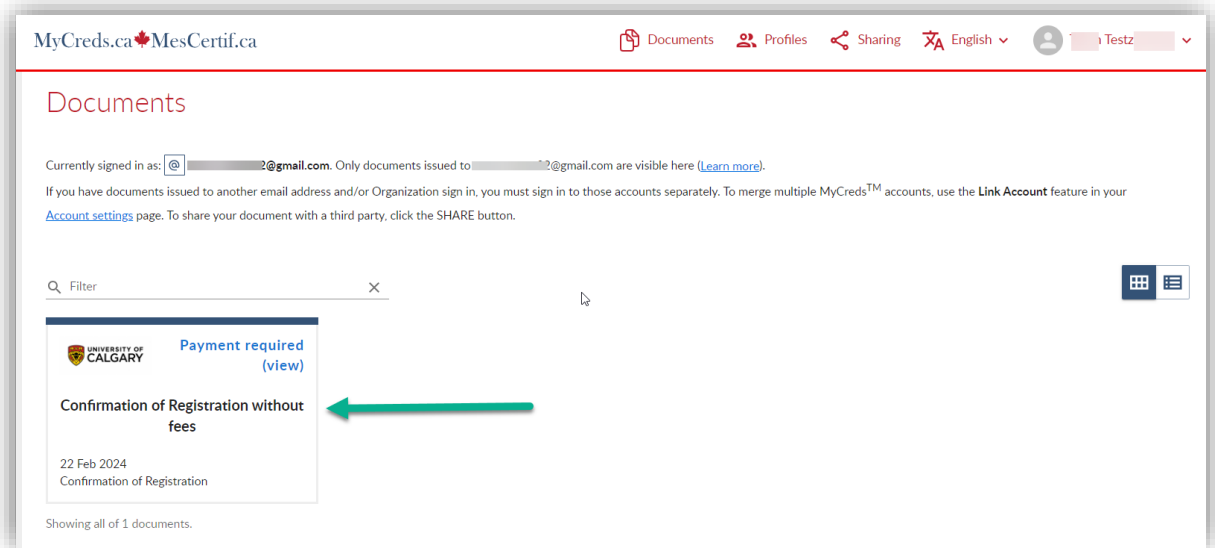 MyCreds.ca MesCertif.ca
Documents Profiles Sharing English Testz
Documents
Currently signed in as: @ 2@gmail.com. Only documents issued to 2@gmail.com are visible here (Learn more).
If you have documents issued to another email address and/or Organization sign in, you must sign in to those accounts separately. To merge multiple MyCreds™ accounts, use the Link Account feature in your
Account settings page. To share your document with a third party, click the SHARE button.
Filter
UNIVERSITY OF
CALGARY
Payment required
(view)
Confirmation of Registration without
fees
22 Feb 2024
Confirmation of Registration
Showing all of 1 documents.